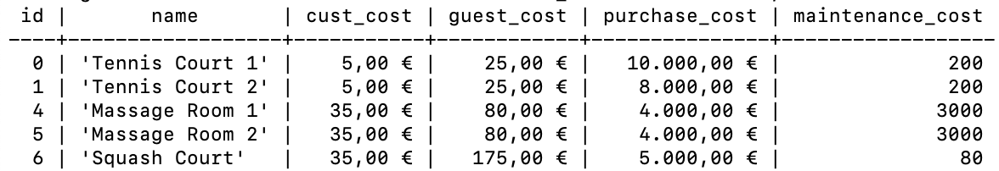 id | name | cust_cost | guest_cost | purchase_cost | maintenance_cost
----+--------------------+------------+-------------+---------------+------------------
0 | 'Tennis Court 1' | 5,00 € | 25,00 € | 10.000,00 € | 200
1 | 'Tennis Court 2' | 5,00 € | 25,00 € | 8.000,00 € | 200
4 | 'Massage Room 1' | 35,00 € | 80,00 € | 4.000,00 € | 3000
5 | 'Massage Room 2' | 35,00 € | 80,00 € | 4.000,00 € | 3000
6 | 'Squash Court' | 35,00 € | 175,00 € | 5.000,00 € | 80